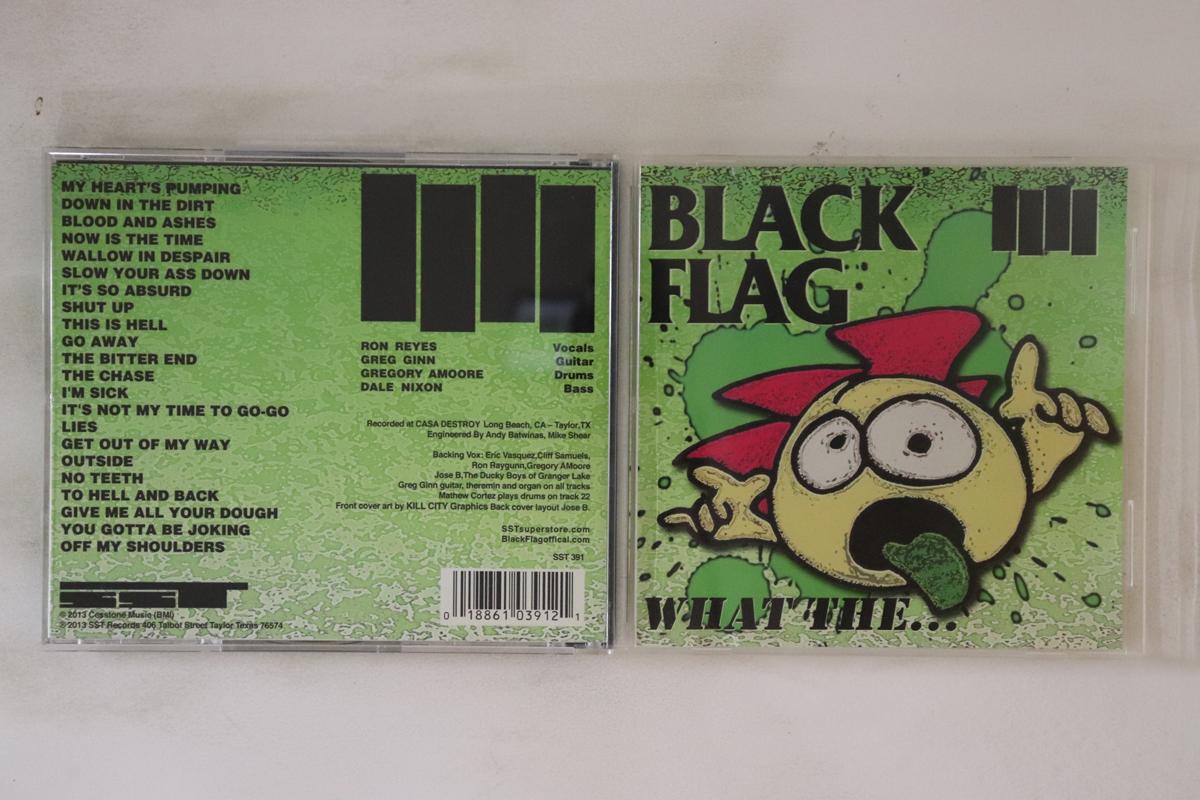 MY HEART'S PUMPING
DOWN IN THE DIRT
BLOOD AND ASHES
NOW IS THE TIME
WALLOW IN DESPAIR
SLOW YOUR ASS DOWN
IT'S SO ABSURD
SHUT UP
THIS IS HELL
GO AWAY
THE BITTER END
THE CHASE
I'M SICK
IT'S NOT MY TIME TO GO-GO
LIES
GET OUT OF MY WAY
OUTSIDE
NO TEETH
TO HELL AND BACK
GIVE ME ALL YOUR DOUGH
YOU GOTTA BE JOKING
OFF MY SHOULDERS
SST
© 2013 Cesstone Music (BMI)
℗ 2013 SST Records 406 Talbot Street Taylor Texas 76574
RON REYES Vocals
GREG GINN Guitar
GREGORY AMOORE Drums
DALE NIXON Bass
Recorded at CASA DESTROY Long Beach, CA – Taylor,TX
Engineered By Andy Batwinas, Mike Shear
Backing Vox: Eric Vasquez,Cliff Samuels,
Ron Raygunn,Gregory AMoore
Jose B,The Ducky Boys of Granger Lake
Greg Ginn guitar, theremin and organ on all tracks
Mathew Cortez plays drums on track 22
Front cover art by KILL CITY Graphics Back cover layout Jose B.
SSTsuperstore.com
BlackFlagoffical.com
SST 391
0 18861 03912 1
BLACK
FLAG
WHAT THE...